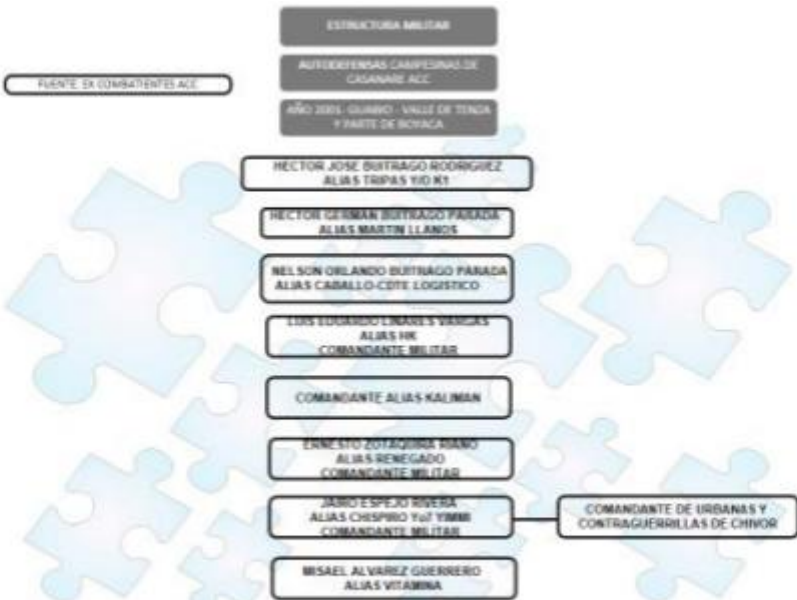 ESTRUCTURA MILITAR
AUTODEFENSAS CAMPESINAS DE
CASANARE ACC
FUENTE: EX COMBATIENTES ACC
AÑO 2001- GUAVIO - VALLE DE TENZA
Y PARTE DE BOYACA
HECTOR JOSE BUITRAGO RODRIGUEZ
ALIAS TRIPAS Y/O K1
HECTOR GERMAN BUITRAGO PARADA
ALIAS MARTIN LLANOS
NELSON ORLANDO BUITRAGO PARADA
ALIAS CABALLO-CDTE LOGISTICO
LUIS EDUARDO LINARES VARGAS
ALIAS HK
COMANDANTE MILITAR
COMANDANTE ALIAS KALIMAN
ERNESTO ZOTAQUIRA RIAÑO
ALIAS RENEGADO
COMANDANTE MILITAR
JAIRO ESPEJO RIVERA
ALIAS CHISPIRO YIMMI
COMANDANTE MILITAR
COMANDANTE DE URBANAS Y
CONTRAGUERRILLAS DE CHIVOR
MISAEL ALVAREZ GUERRERO
ALIAS VITAMINA